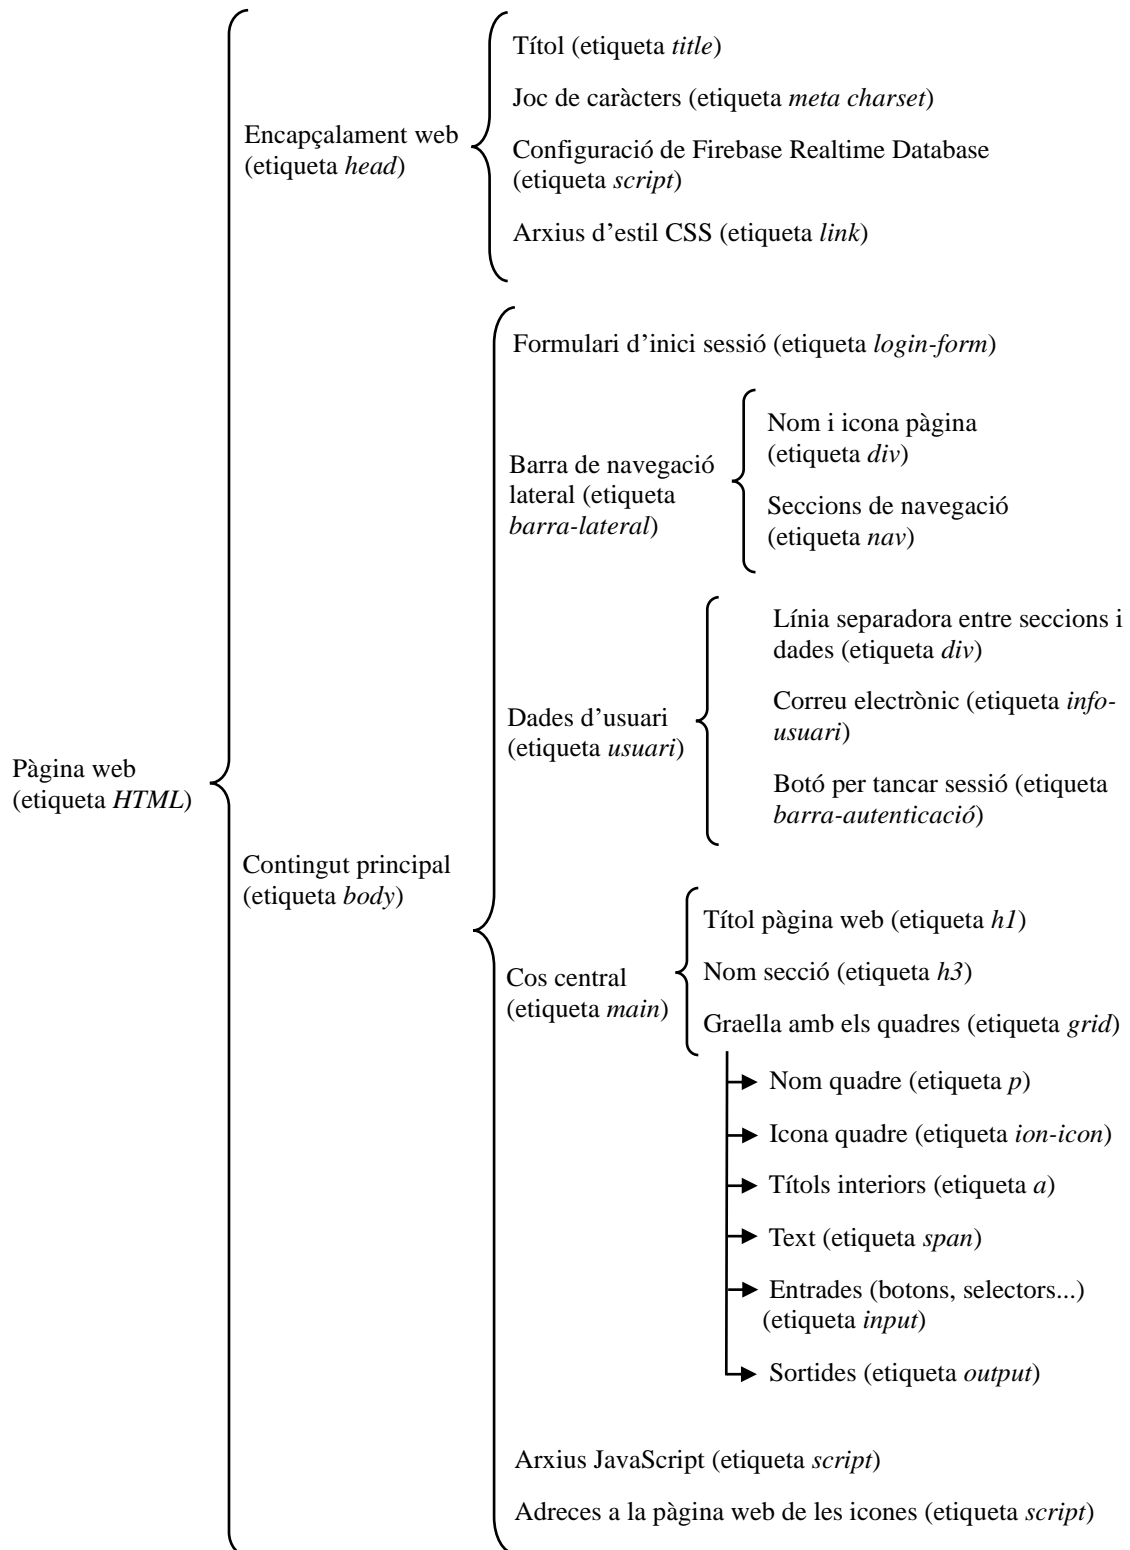 Títol (etiqueta title)
Joc de caràcters (etiqueta meta charset)
Encapçalament web
(etiqueta head)
Configuració de Firebase Realtime Database
(etiqueta script)
Arxius d’estil CSS (etiqueta link)
Formulari d’inici sessió (etiqueta login-form)
Barra de navegació
lateral (etiqueta
barra-lateral)
Nom i icona pàgina
(etiqueta div)
Seccions de navegació
(etiqueta nav)
Dades d’usuari
(etiqueta usuari)
Línia separadora entre seccions i
dades (etiqueta div)
Correu electrònic (etiqueta info-
usuari)
Botó per tancar sessió (etiqueta
barra-autenticació)
Pàgina web
(etiqueta HTML)
Contingut principal
(etiqueta body)
Cos central
(etiqueta main)
Títol pàgina web (etiqueta h1)
Nom secció (etiqueta h3)
Graella amb els quadres (etiqueta grid)
Nom quadre (etiqueta p)
Icona quadre (etiqueta ion-icon)
Títols interiors (etiqueta a)
Text (etiqueta span)
Entrades (botons, selectors...)
(etiqueta input)
Sortides (etiqueta output)
Arxius JavaScript (etiqueta script)
Adreces a la pàgina web de les icones (etiqueta script)